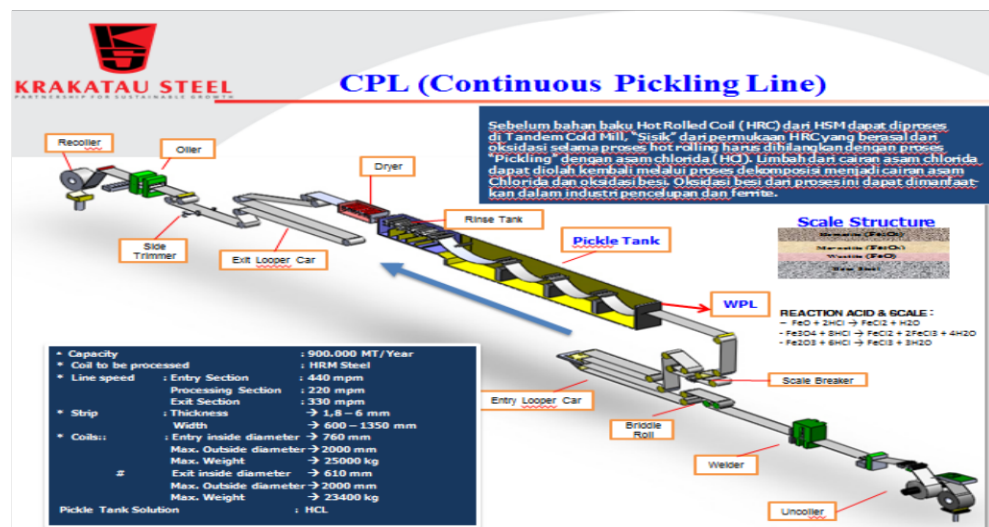 KRAKATAU STEEL
PARTNERSHIP FOR SUSTAINABLE GROWTH
CPL (Continuous Pickling Line)
Sebelum bahan baku Hot Rolled Coil (HRC) dari HSM dapat diproses
di Tandem Cold Mill, "Sisik" dari permukaan HRC yang berasal dari
oksidasi selama proses hot rolling harus dihilangkan dengan proses
"Pickling" dengan asam chlorida (HCl). Limbah dari cairan asam chlorida
dapat diolah kembali melalui proses dekomposisi menjadi cairan asam
Chlorida dan oksidasi besi. Oksidasi besi dari proses ini dapat dimanfaat-
kan dalam industri pencelupan dan ferrite.
Recoiler
Oiler
Dryer
Rinse Tank
Pickle Tank
Side
Trimmer
Exit Looper Car
WPL
Scale Structure
(Fe2O3)
(Fe3O4)
(FeO)
Base Steel
REACTION ACID & SCALE :
- FeO + 2HCl → FeCl2 + H2O
- Fe3O4 + 8HCl → FeCl2 + 2FeCl3 + 4H2O
- Fe2O3 + 6HCl → FeCl3 + 3H2O
Scale Breaker
Entry Looper Car
Briddle
Roll
Welder
Uncoiler
* Capacity : 900.000 MT/Year
* Coil to be processed : HRM Steel
* Line speed : Entry Section : 440 mpm
Processing Section : 220 mpm
Exit Section : 330 mpm
* Strip : Thickness → 1,8 – 6 mm
Width → 600 – 1350 mm
* Coils:: : Entry inside diameter → 760 mm
Max. Outside diameter → 2000 mm
Max. Weight → 25000 kg
# Exit inside diameter → 610 mm
Max. Outside diameter → 2000 mm
Max. Weight → 23400 kg
Pickle Tank Solution : HCL